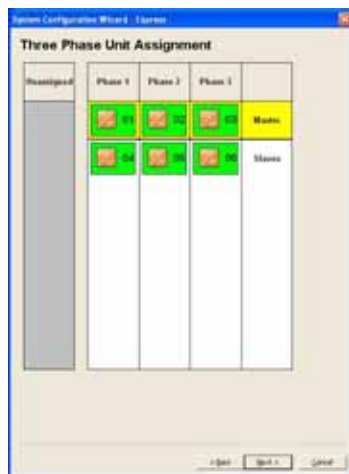 System Configuration Wizard - Express
Three Phase Unit Assignment
Unassigned Phase 1 Phase 2 Phase 3
01 02 03 Master
04 05 06 Slaves
< Back Next > Cancel